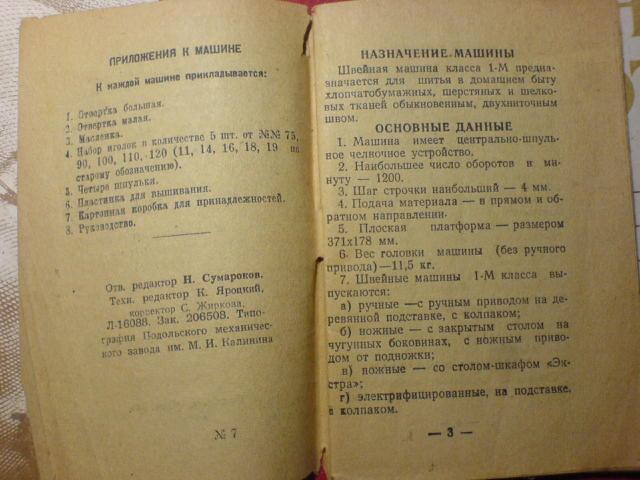 ПРИЛОЖЕНИЯ К МАШИНЕ
К каждой машине прикладывается:
1. Отвертка большая.
2. Отвертка малая.
3. Масленка.
4. Набор иголок в количестве 5 шт. от №№ 75,
90, 100, 110, 120 (11, 14, 16, 18, 19 по
старому обозначению).
5. Четыре шпульки.
6. Пластинка для вышивания.
7. Картонная коробка для принадлежностей.
8. Руководство.
Отв. редактор Н. Сумароков.
Техн. редактор К. Яроцкий,
корректор С. Жиркова.
Л-16088. Зак. 206508. Типо-
графия Подольского механичес-
кого завода им. М. И. Калинина
№ 7
НАЗНАЧЕНИЕ МАШИНЫ
Швейная машина класса 1-М предна-
значается для шитья в домашнем быту
хлопчатобумажных, шерстяных и шелко-
вых тканей обыкновенным, двухниточным
швом.
ОСНОВНЫЕ ДАННЫЕ
1. Машина имеет центрально-шпуль-
ное челночное устройство.
2. Наибольшее число оборотов в ми-
нуту — 1200.
3. Шаг строчки наибольший — 4 мм.
4. Подача материала — в прямом и об-
ратном направлении.
5. Плоская платформа — размером
371х178 мм.
6. Вес головки машины (без ручного
привода) — 11,5 кг.
7. Швейные машины 1-М класса вы-
пускаются:
а) ручные — с ручным приводом на де-
ревянной подставке, с колпаком;
б) ножные — с закрытым столом на
чугунных боковинах, с ножным приво-
дом от подножки;
в) ножные — со столом-шкафом «Эк-
стра»;
г) электрифицированные, на подставке,
с колпаком.
— 3 —